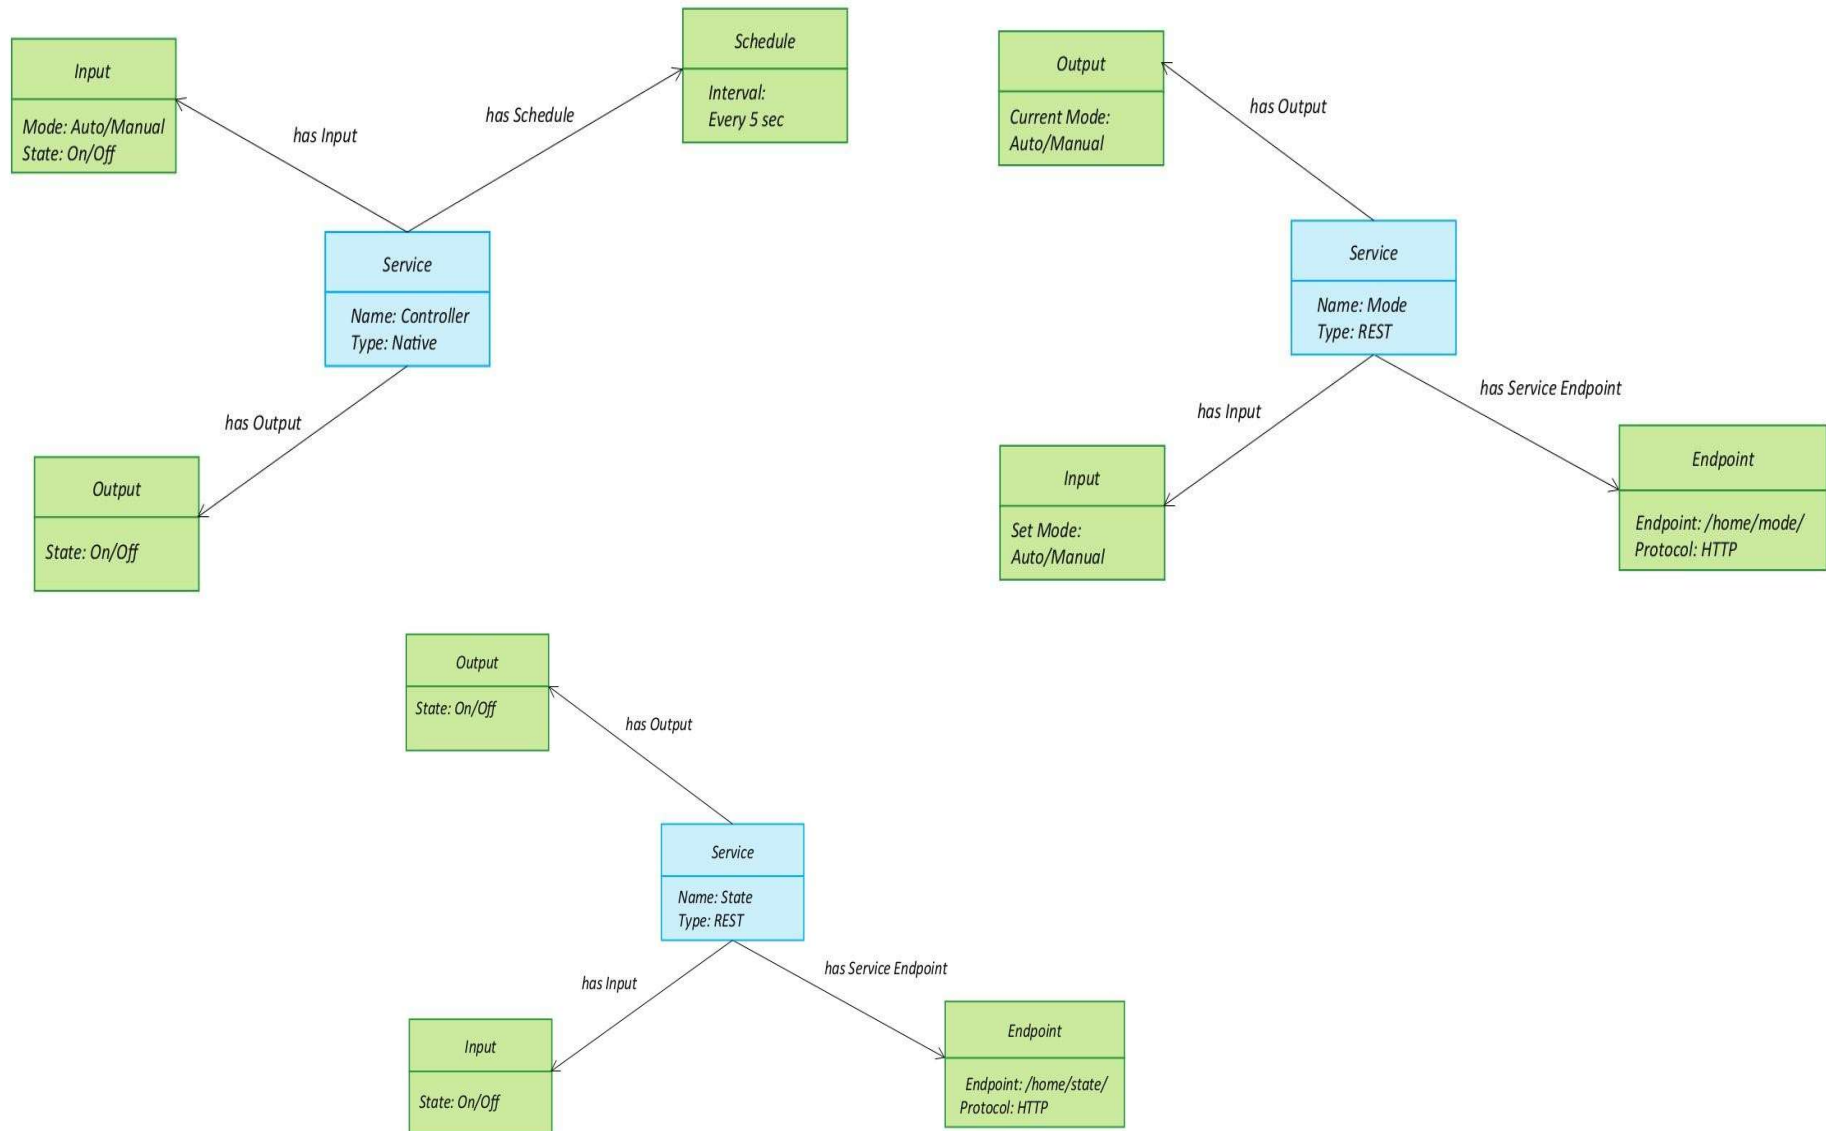 Input
Mode: Auto/Manual
State: On/Off
has Input
has Schedule
Schedule
Interval:
Every 5 sec
Service
Name: Controller
Type: Native
has Output
Output
State: On/Off
Output
Current Mode:
Auto/Manual
has Output
Service
Name: Mode
Type: REST
has Input
has Service Endpoint
Input
Set Mode:
Auto/Manual
Endpoint
Endpoint: /home/mode/
Protocol: HTTP
Output
State: On/Off
has Output
Service
Name: State
Type: REST
has Input
has Service Endpoint
Input
State: On/Off
Endpoint
Endpoint: /home/state/
Protocol: HTTP